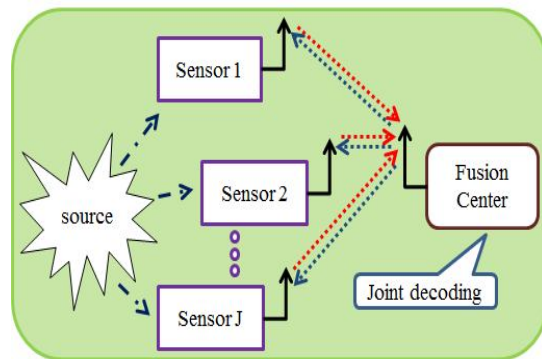 Sensor 1
source
Sensor 2
Fusion
Center
Sensor J
Joint decoding